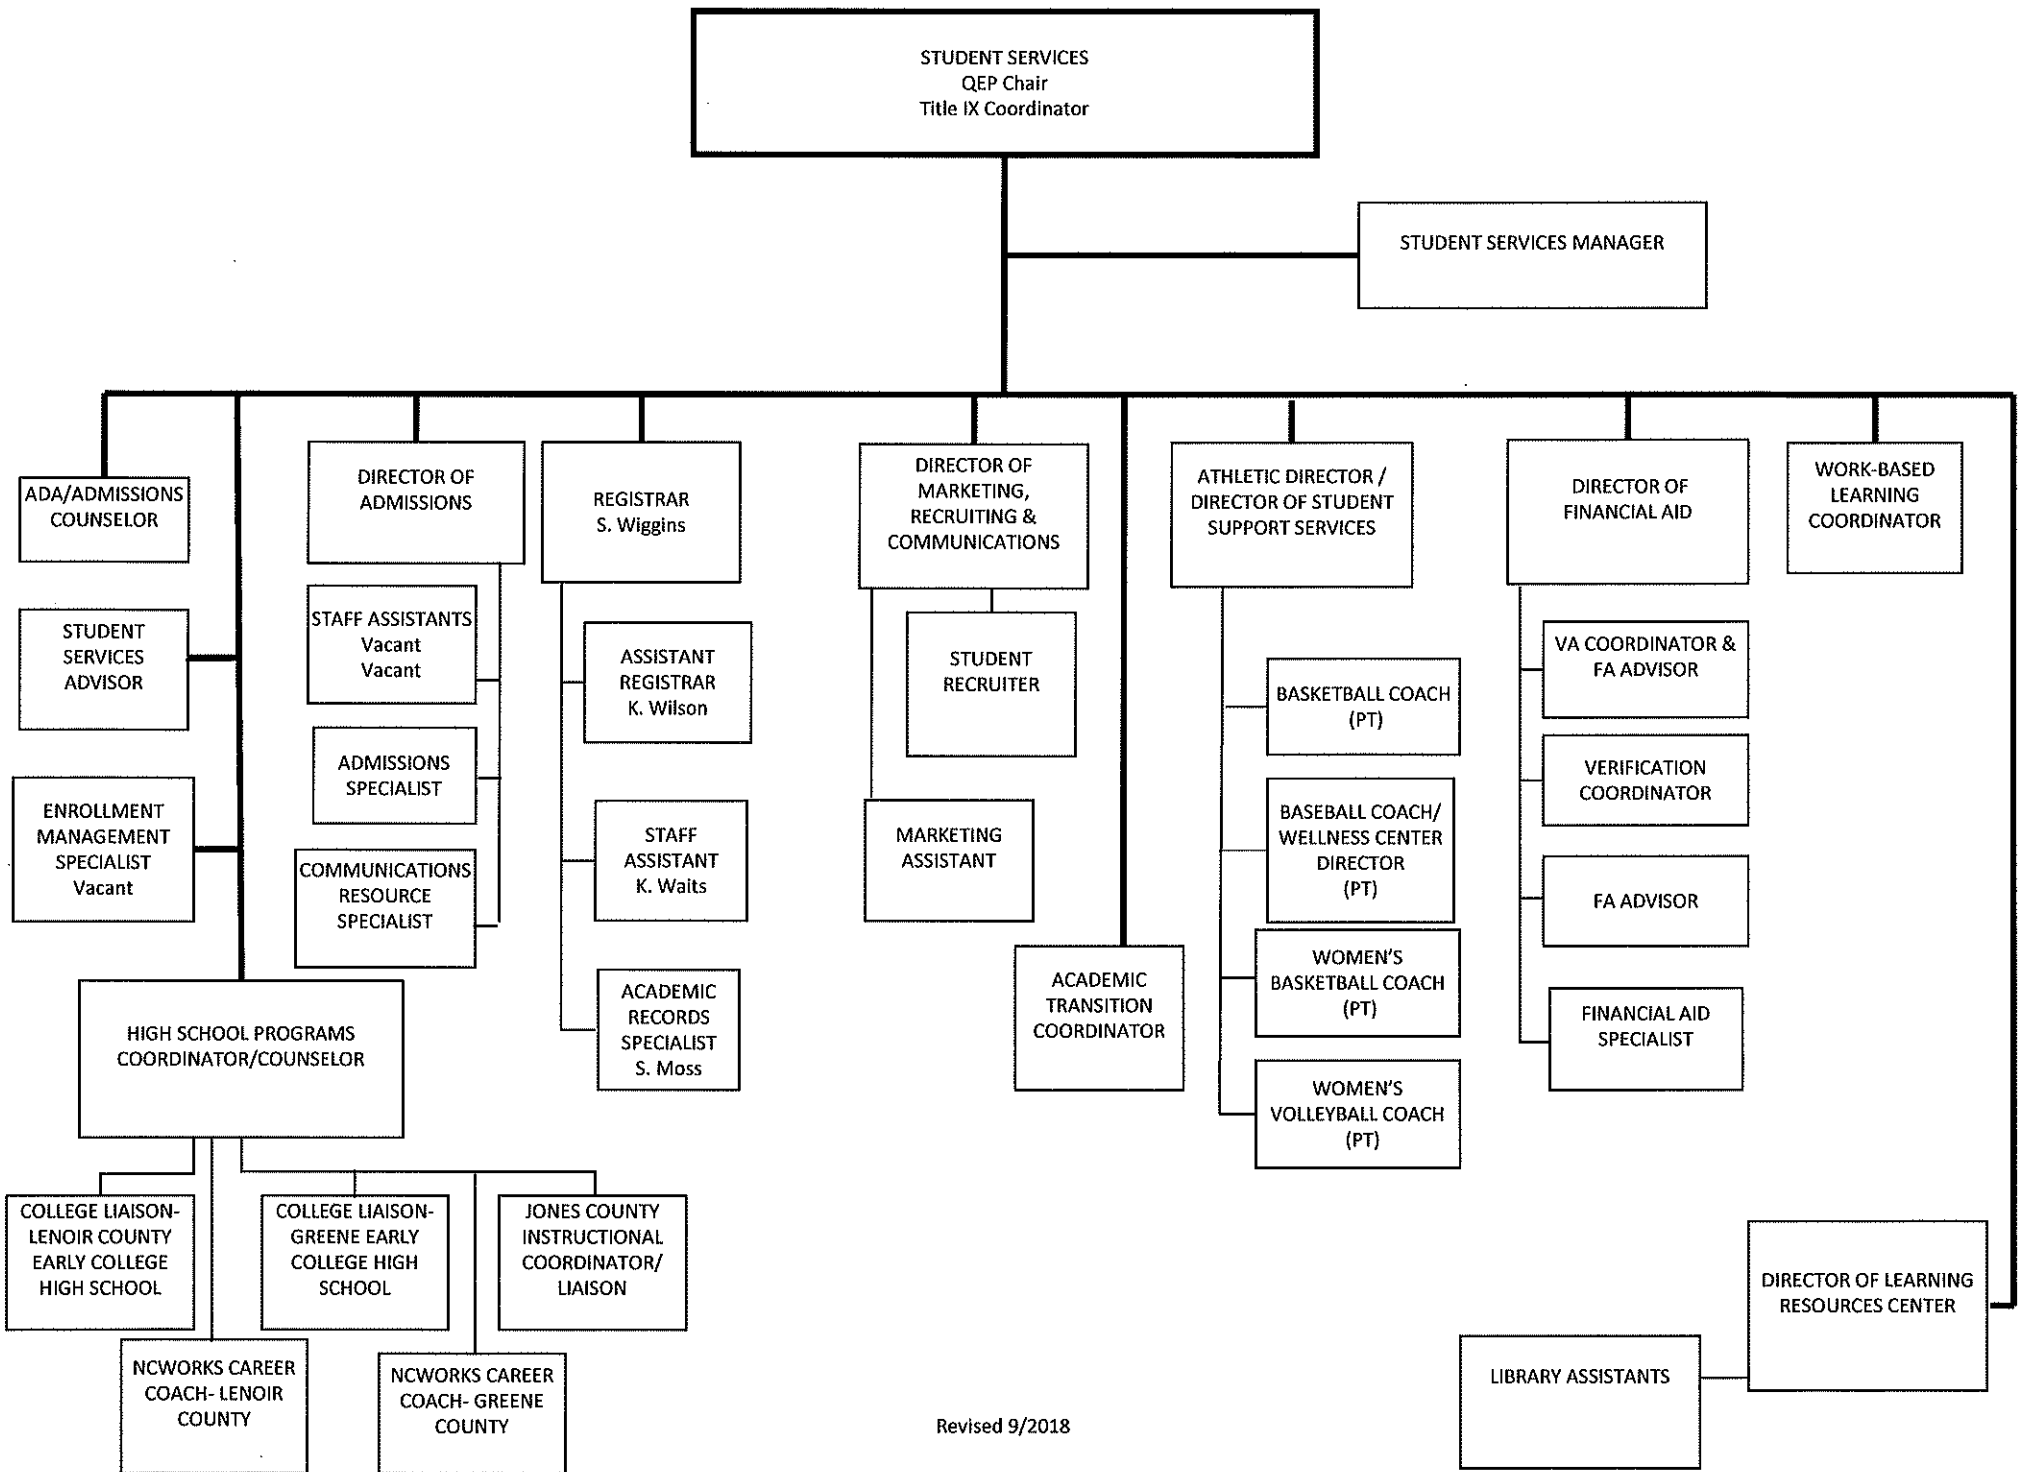 STUDENT SERVICES
QEP Chair
Title IX Coordinator
STUDENT SERVICES MANAGER
ADA/ADMISSIONS
COUNSELOR
STUDENT
SERVICES
ADVISOR
ENROLLMENT
MANAGEMENT
SPECIALIST
Vacant
HIGH SCHOOL PROGRAMS
COORDINATOR/COUNSELOR
COLLEGE LIAISON-
LENOIR COUNTY
EARLY COLLEGE
HIGH SCHOOL
NCWORKS CAREER
COACH- LENOIR
COUNTY
COLLEGE LIAISON-
GREENE EARLY
COLLEGE HIGH
SCHOOL
NCWORKS CAREER
COACH- GREENE
COUNTY
JONES COUNTY
INSTRUCTIONAL
COORDINATOR/
LIAISON
DIRECTOR OF
ADMISSIONS
STAFF ASSISTANTS
Vacant
Vacant
ADMISSIONS
SPECIALIST
COMMUNICATIONS
RESOURCE
SPECIALIST
REGISTRAR
S. Wiggins
ASSISTANT
REGISTRAR
K. Wilson
STAFF
ASSISTANT
K. Waits
ACADEMIC
RECORDS
SPECIALIST
S. Moss
DIRECTOR OF
MARKETING,
RECRUITING &
COMMUNICATIONS
STUDENT
RECRUITER
MARKETING
ASSISTANT
ACADEMIC
TRANSITION
COORDINATOR
ATHLETIC DIRECTOR /
DIRECTOR OF STUDENT
SUPPORT SERVICES
BASKETBALL COACH
(PT)
BASEBALL COACH/
WELLNESS CENTER
DIRECTOR
(PT)
WOMEN'S
BASKETBALL COACH
(PT)
WOMEN'S
VOLLEYBALL COACH
(PT)
DIRECTOR OF
FINANCIAL AID
VA COORDINATOR &
FA ADVISOR
VERIFICATION
COORDINATOR
FA ADVISOR
FINANCIAL AID
SPECIALIST
WORK-BASED
LEARNING
COORDINATOR
DIRECTOR OF LEARNING
RESOURCES CENTER
LIBRARY ASSISTANTS
Revised 9/2018